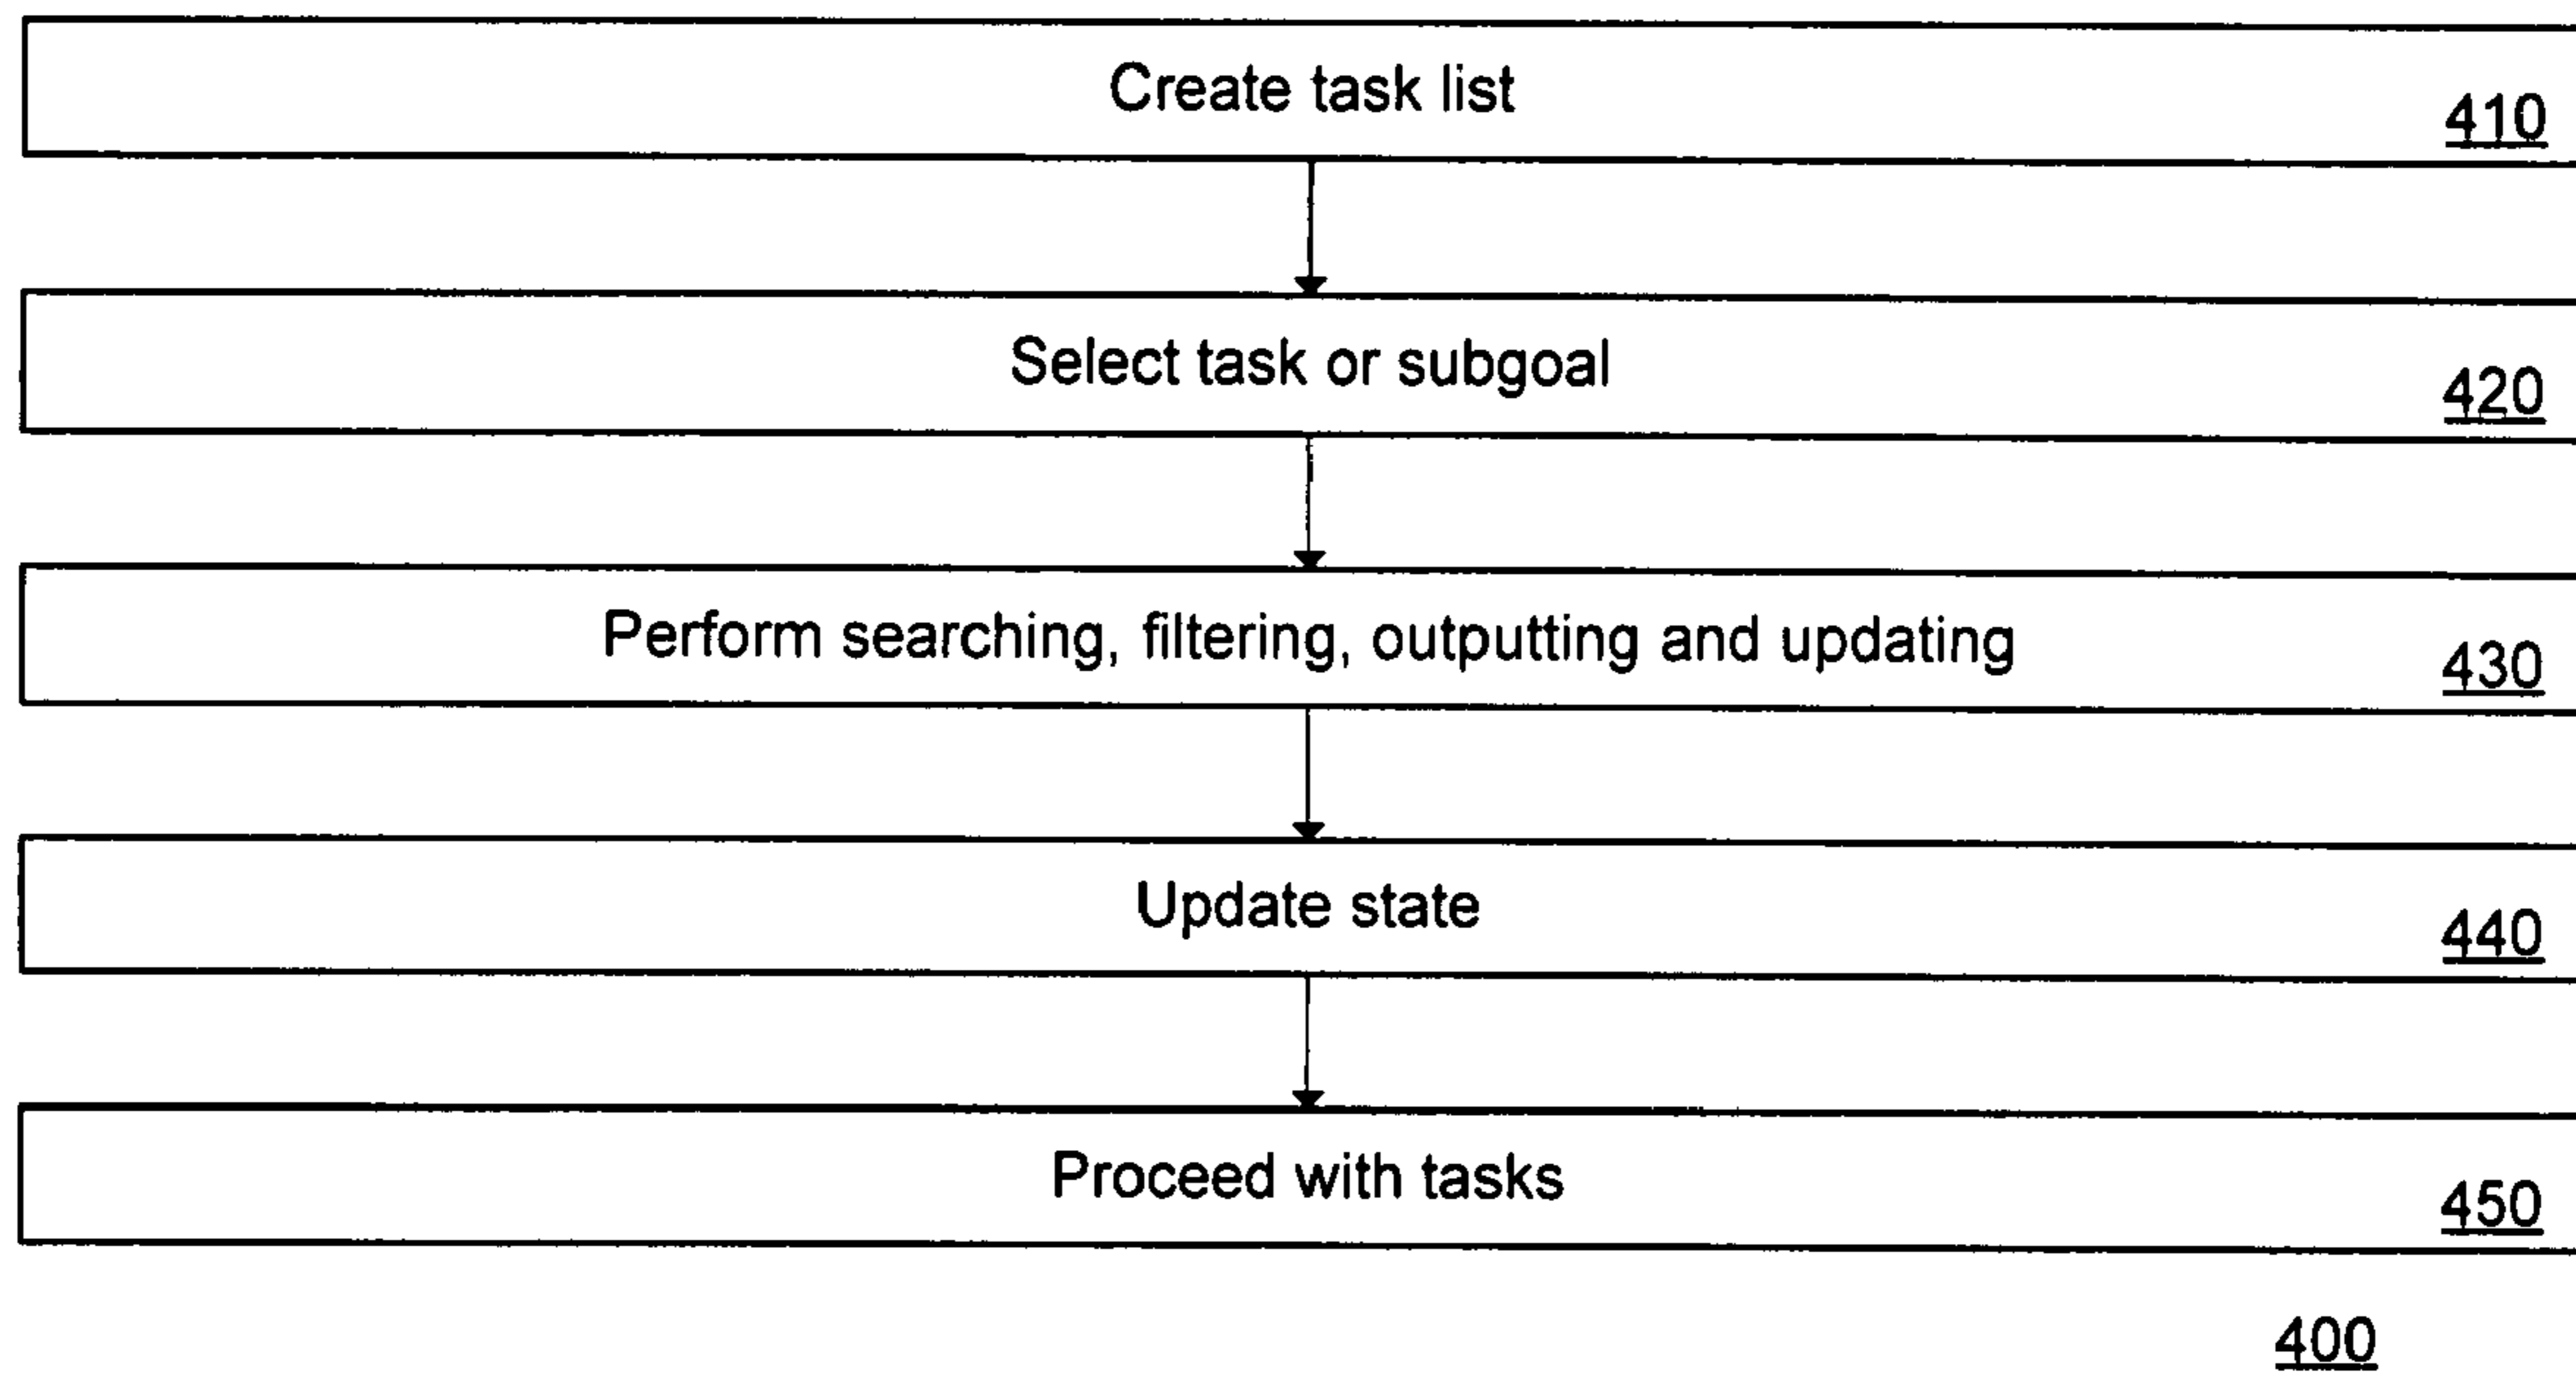 Create task list
410
Select task or subgoal
420
Perform searching, filtering, outputting and updating
430
Update state
440
Proceed with tasks
450
400